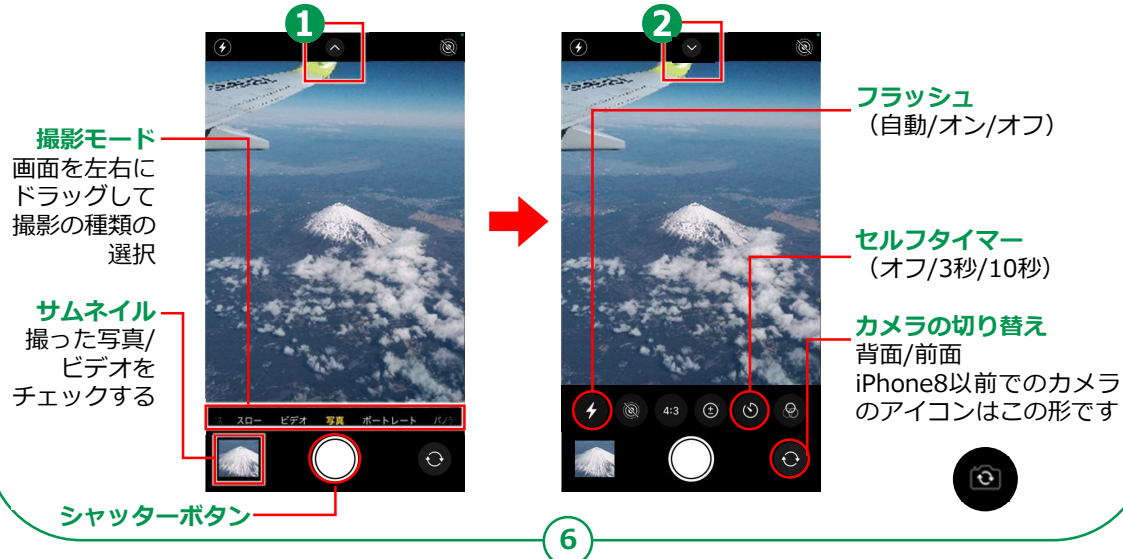 1
2
撮影モード
画面を左右に
ドラッグして
撮影の種類の
選択
サムネイル
撮った写真/
ビデオを
チェックする
シャッターボタン
スロー ビデオ 写真 ポートレート パノラ
4:3
フラッシュ
（自動/オン/オフ）
セルフタイマー
（オフ/3秒/10秒）
カメラの切り替え
背面/前面
iPhone8以前でのカメラ
のアイコンはこの形です
6